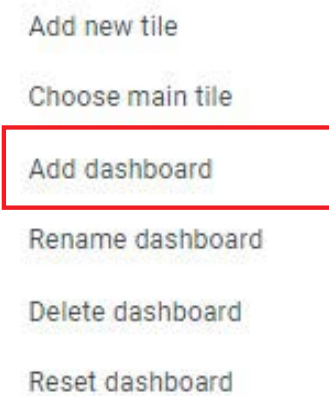 Add new tile
Choose main tile
Add dashboard
Rename dashboard
Delete dashboard
Reset dashboard